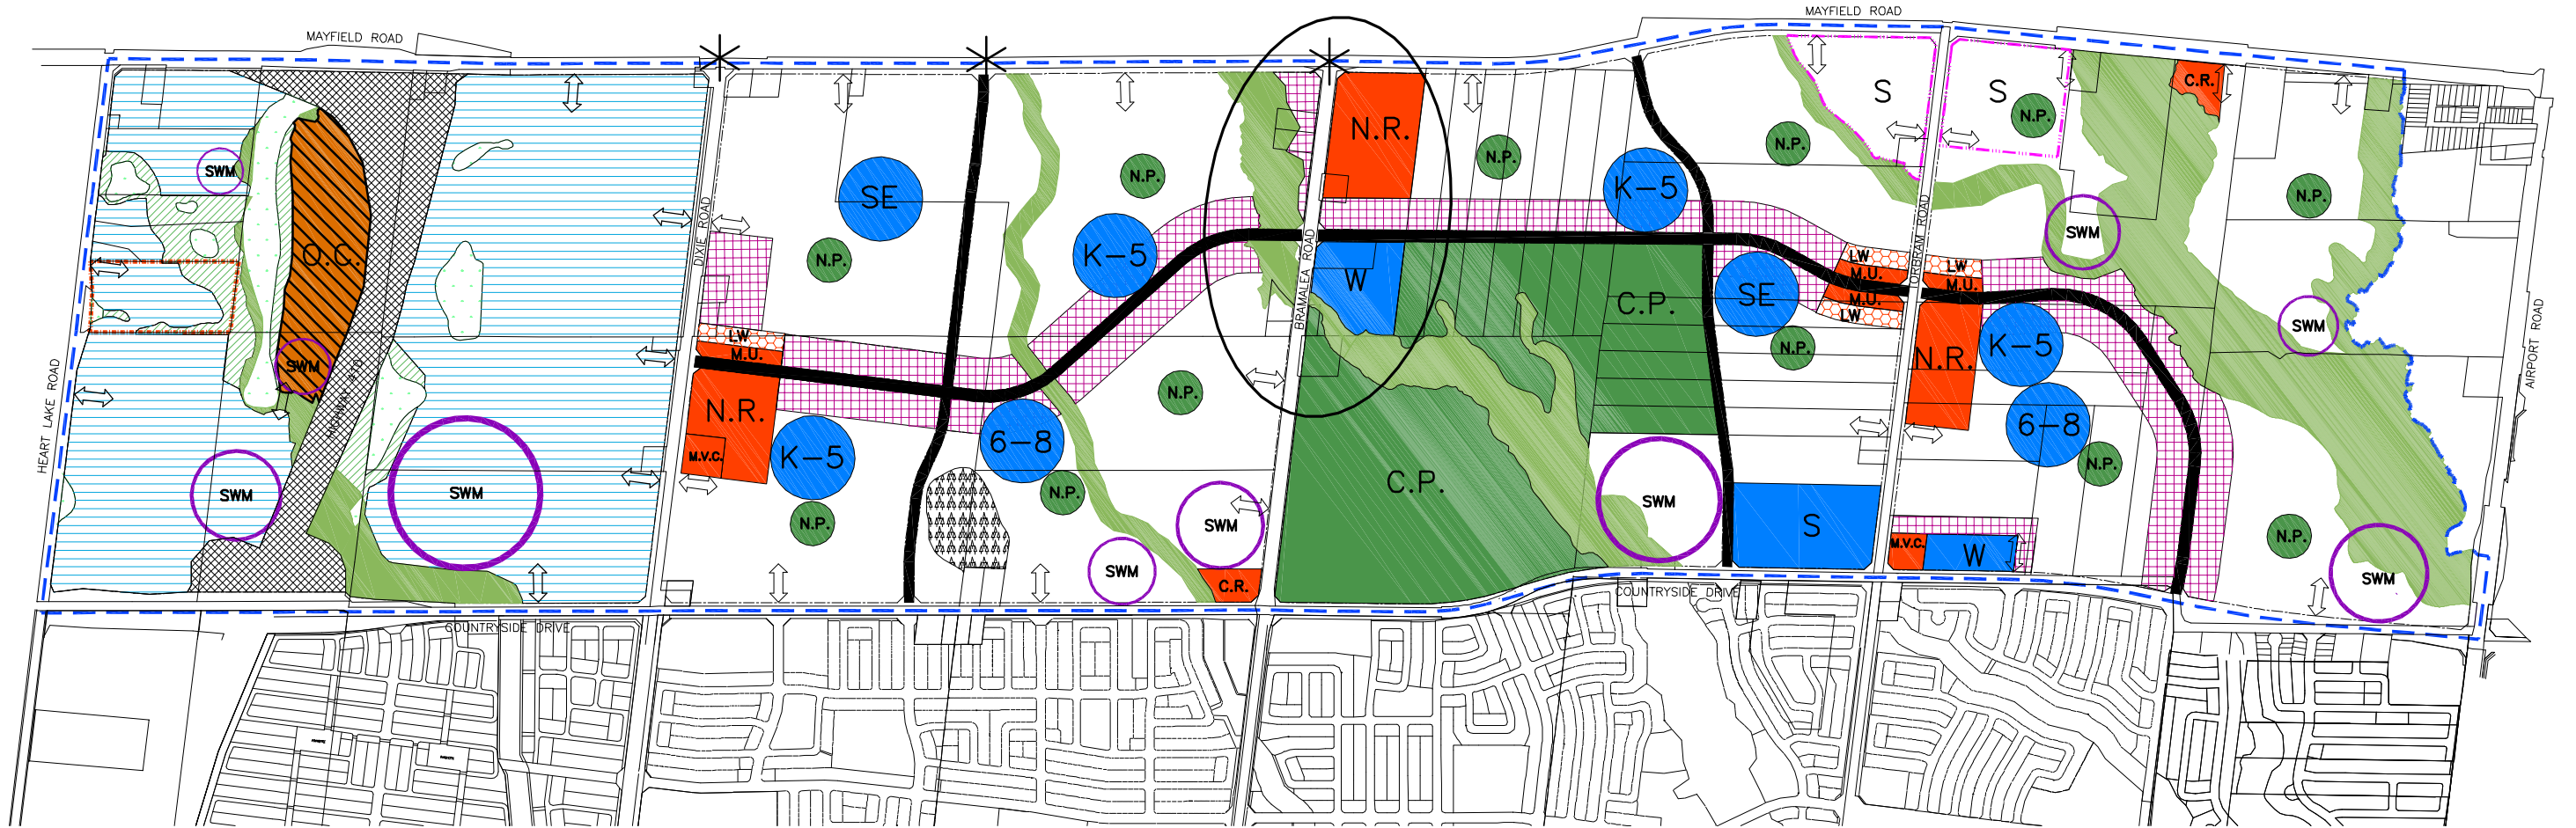 MAYFIELD ROAD
MAYFIELD ROAD
S
S
C.R.
N.P.
N.R.
N.P.
N.P.
SWM
N.P.
K-5
SE
N.P.
DIXIE ROAD
TORBRAM ROAD
SWM
O.C.
N.P.
K-5
BRAMALEA ROAD
W
LW
M.U.
M.U.
LW
LW
M.U.
SE
C.P.
SWM
AIRPORT ROAD
LW
M.U.
SWM
N.P.
N.R.
K-5
HEART LAKE ROAD
N.R.
N.P.
6-8
6-8
M.V.C.
K-5
N.P.
SWM
SWM
N.P.
C.P.
SWM
N.P.
SWM
S
N.P.
M.V.C.
W
SWM
C.R.
SWM
COUNTRYSIDE DRIVE
COUNTRYSIDE DRIVE